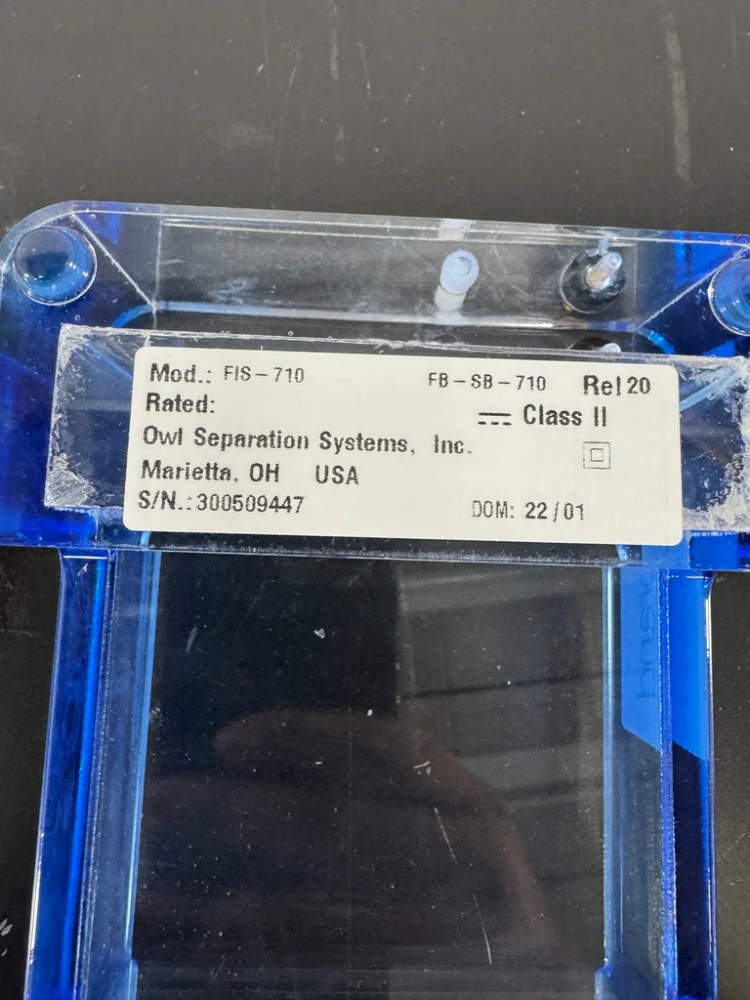 Mod.: FIS-710 FB-SB-710 Rel 20
Rated: Class II
Owl Separation Systems, Inc.
Marietta, OH USA
S/N.: 300509447 DOM: 22/01